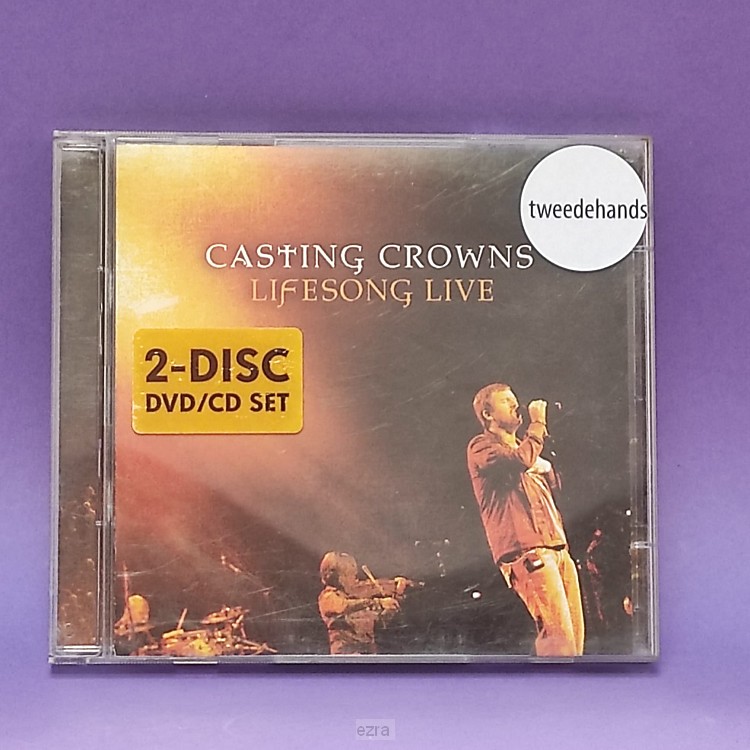 tweedehands
CASTING CROWNS
LIFESONG LIVE
2-DISC
DVD/CD SET
ezra